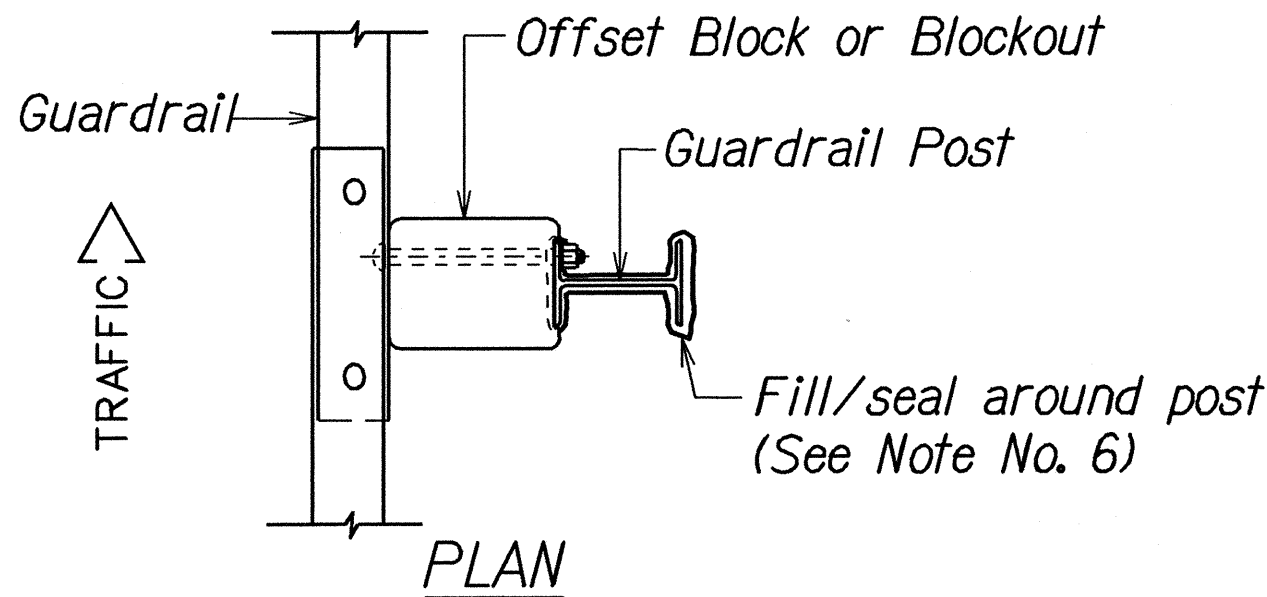 Offset Block or Blockout
Guardrail
Guardrail Post
TRAFFIC
Fill/seal around post
(See Note No. 6)
PLAN